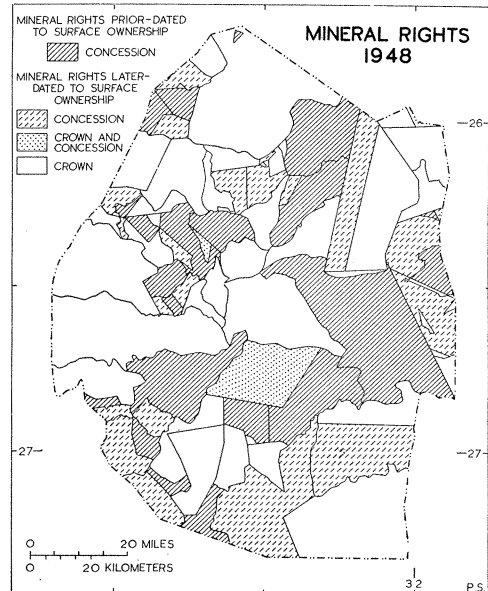 MINERAL RIGHTS PRIOR-DATED
TO SURFACE OWNERSHIP
CONCESSION
MINERAL RIGHTS LATER-
DATED TO SURFACE
OWNERSHIP
CONCESSION
CROWN AND
CONCESSION
CROWN
MINERAL RIGHTS
1948
26
27
27
0 20 MILES
0 20 KILOMETERS
32
P.S.